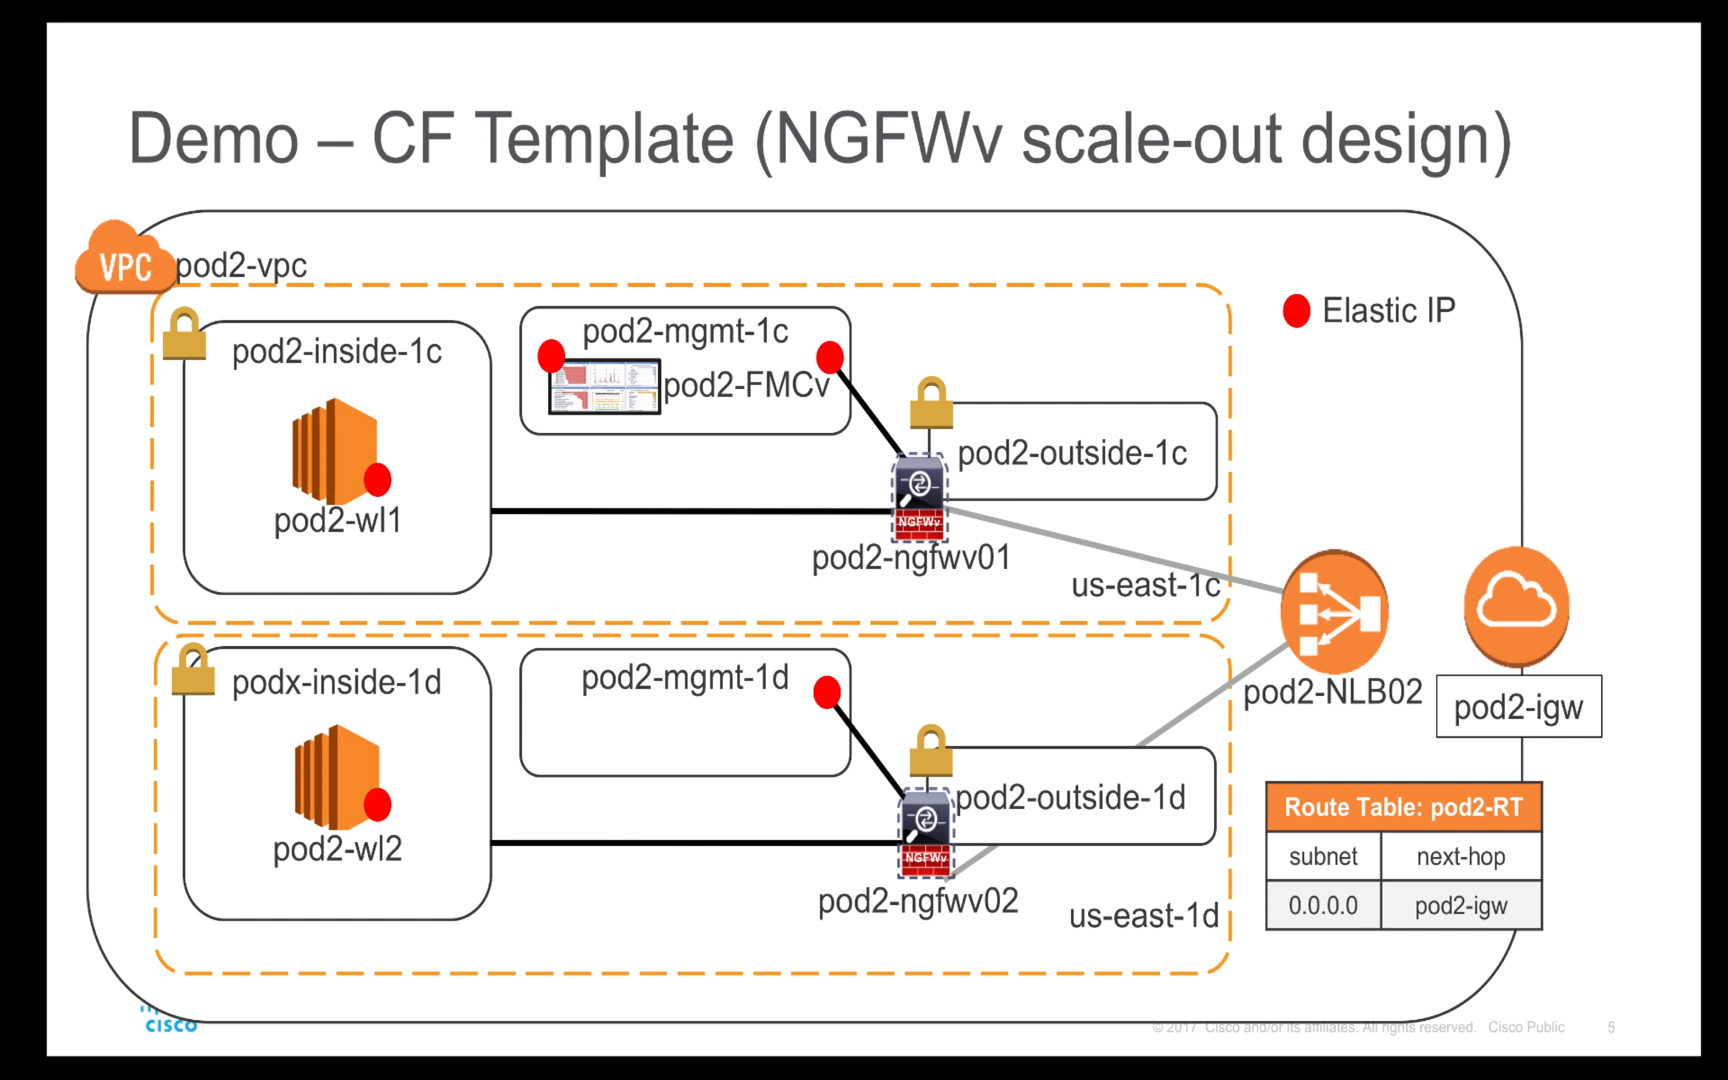 Demo – CF Template (NGFWv scale-out design)
VPC
pod2-vpc
Elastic IP
pod2-inside-1c
pod2-mgmt-1c
pod2-FMCv
pod2-outside-1c
pod2-wl1
NGFWv
pod2-ngfwv01
us-east-1c
podx-inside-1d
pod2-mgmt-1d
pod2-NLB02
pod2-igw
pod2-outside-1d
pod2-wl2
NGFWv
pod2-ngfwv02
us-east-1d
Route Table: pod2-RT
subnet next-hop
0.0.0.0 pod2-igw
CISCO
© 2017 Cisco and/or its affiliates. All rights reserved. Cisco Public 5